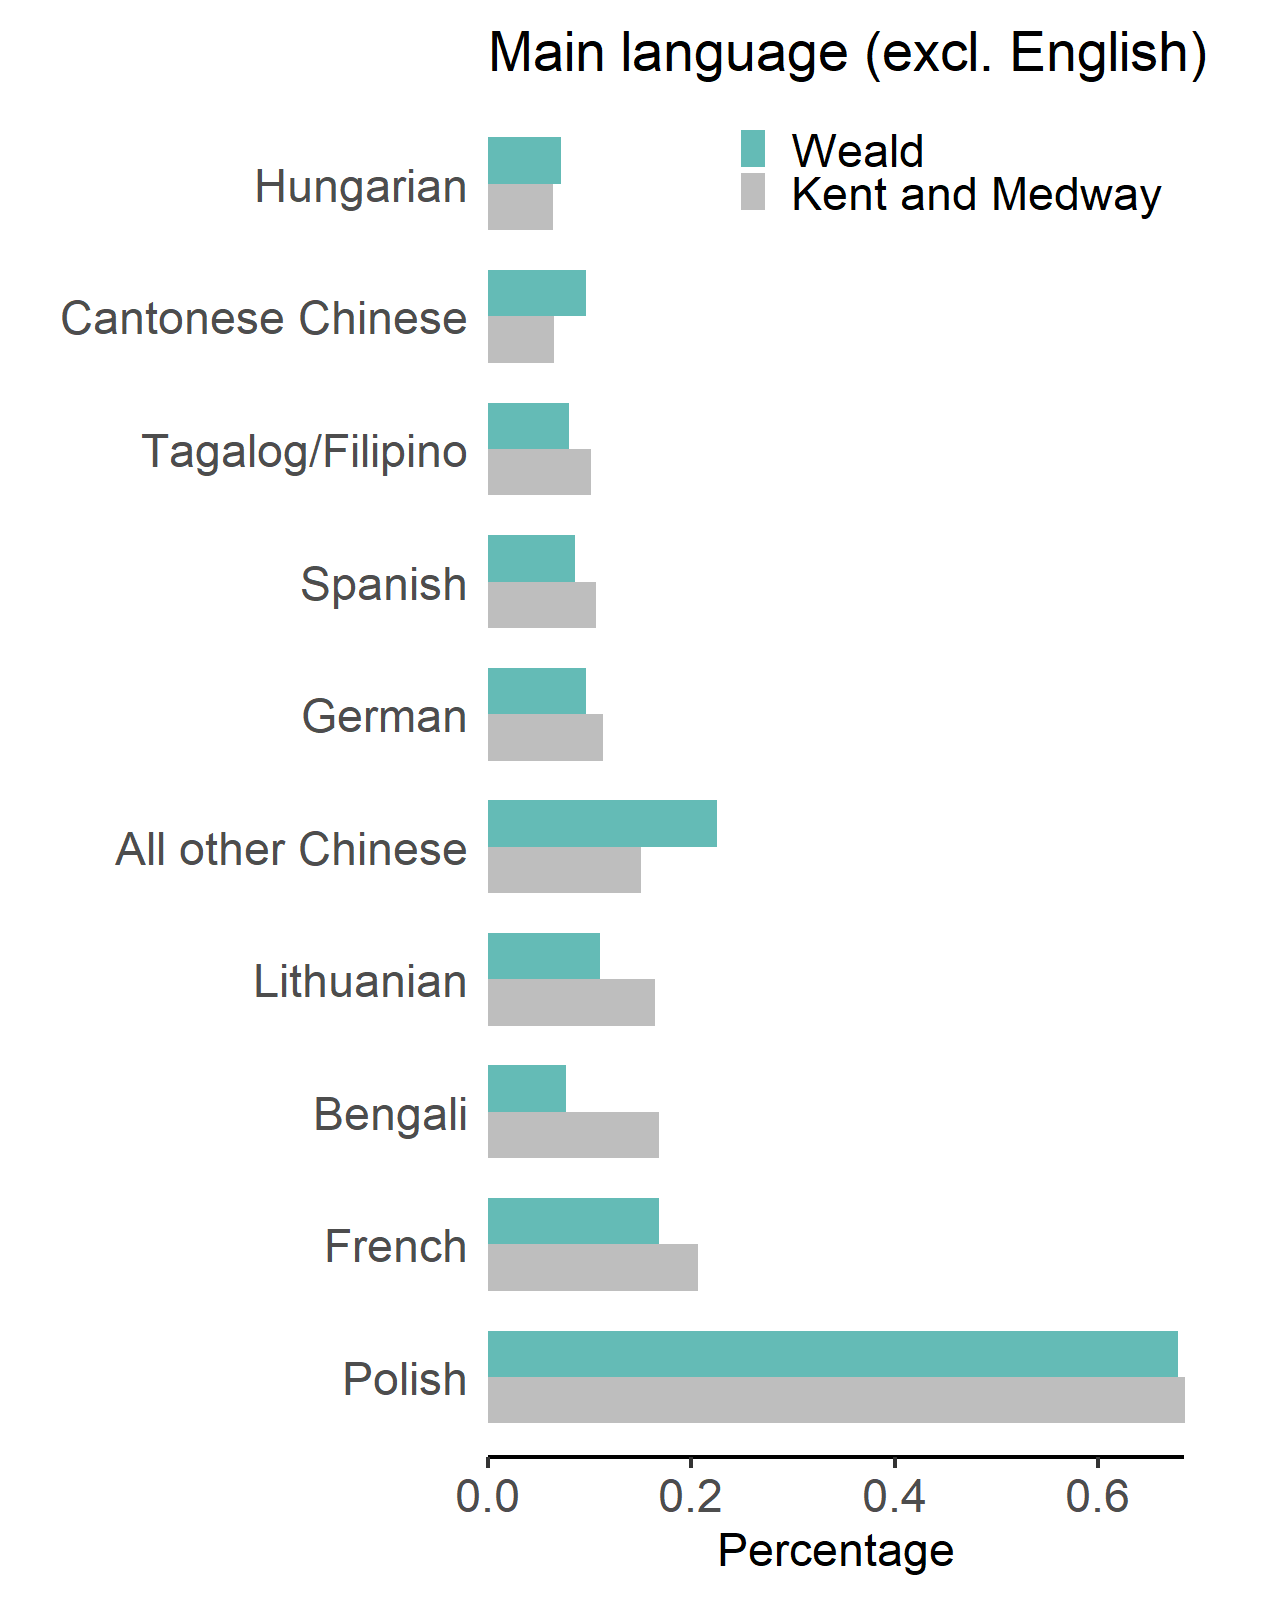 Main language (excl. English)
Weald
Kent and Medway
Hungarian
Cantonese Chinese
Tagalog/Filipino
Spanish
German
All other Chinese
Lithuanian
Bengali
French
Polish
0.0 0.2 0.4 0.6
Percentage